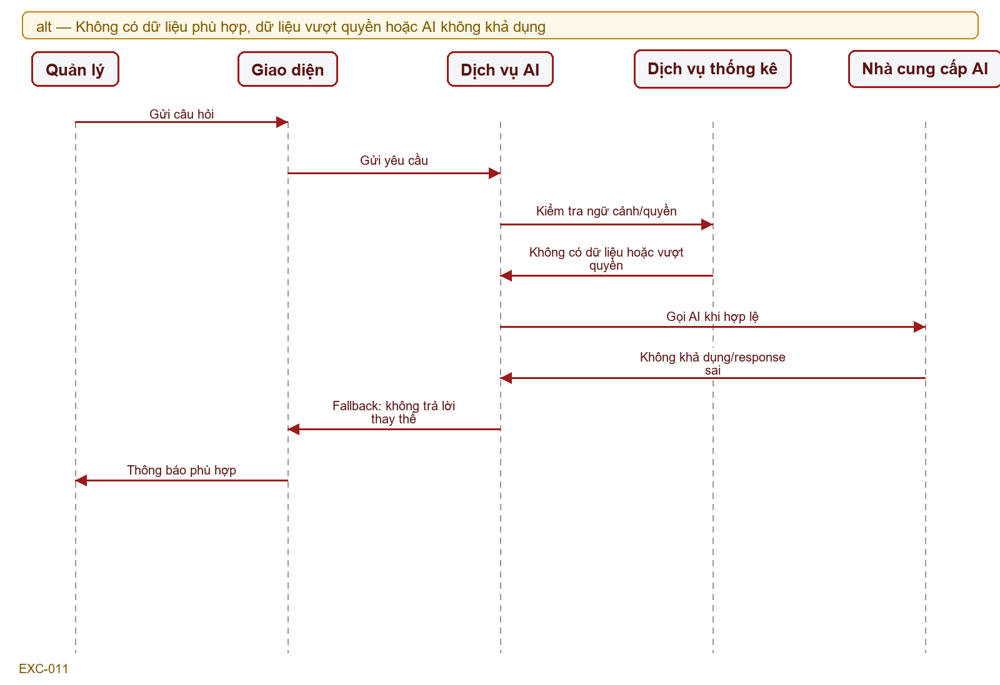 alt — Không có dữ liệu phù hợp, dữ liệu vượt quyền hoặc AI không khả dụng
Quản lý
Giao diện
Dịch vụ AI
Dịch vụ thống kê
Nhà cung cấp AI
Gửi câu hỏi
Gửi yêu cầu
Kiểm tra ngữ cảnh/quyền
Không có dữ liệu hoặc vượt
quyền
Gọi AI khi hợp lệ
Không khả dụng/response
sai
Fallback: không trả lời
thay thế
Thông báo phù hợp
EXC-011